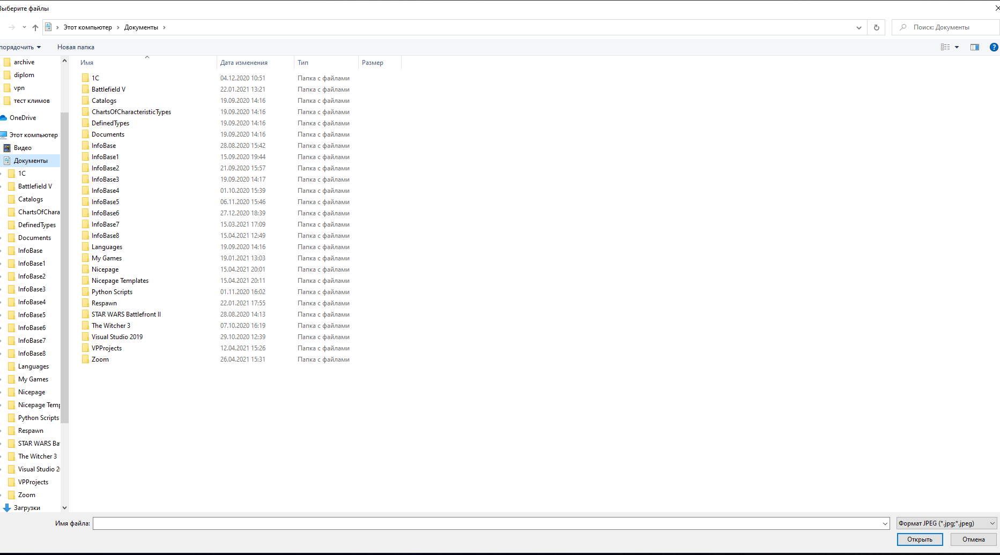 Выберите файлы
Этот компьютер > Документы >
Поиск: Документы
порядочить
Новая папка
archive
diplom
vpn
тест климов
OneDrive
Этот компьютер
Видео
Документы
1C
Battlefield V
Catalogs
ChartsOfChara
DefinedTypes
Documents
InfoBase
InfoBase1
InfoBase2
InfoBase3
InfoBase4
InfoBase5
InfoBase6
InfoBase7
InfoBase8
Languages
My Games
Nicepage
Nicepage Temp
Python Scripts
Respawn
STAR WARS Bat
The Witcher 3
Visual Studio 2
VPProjects
Zoom
Загрузки
Имя Дата изменения Тип Размер
1C 04.12.2020 10:51 Папка с файлами
Battlefield V 22.01.2021 13:21 Папка с файлами
Catalogs 19.09.2020 14:16 Папка с файлами
ChartsOfCharacteristicTypes 19.09.2020 14:16 Папка с файлами
DefinedTypes 19.09.2020 14:16 Папка с файлами
Documents 19.09.2020 14:16 Папка с файлами
InfoBase 28.08.2020 15:42 Папка с файлами
InfoBase1 15.09.2020 19:44 Папка с файлами
InfoBase2 21.09.2020 15:57 Папка с файлами
InfoBase3 19.09.2020 14:17 Папка с файлами
InfoBase4 01.10.2020 15:39 Папка с файлами
InfoBase5 06.11.2020 15:46 Папка с файлами
InfoBase6 27.12.2020 18:39 Папка с файлами
InfoBase7 15.03.2021 17:09 Папка с файлами
InfoBase8 15.04.2021 12:49 Папка с файлами
Languages 19.09.2020 14:16 Папка с файлами
My Games 19.01.2021 13:03 Папка с файлами
Nicepage 15.04.2021 20:01 Папка с файлами
Nicepage Templates 15.04.2021 20:11 Папка с файлами
Python Scripts 01.11.2020 16:02 Папка с файлами
Respawn 22.01.2021 17:55 Папка с файлами
STAR WARS Battlefront II 28.08.2020 14:13 Папка с файлами
The Witcher 3 07.10.2020 16:19 Папка с файлами
Visual Studio 2019 29.10.2020 12:39 Папка с файлами
VPProjects 12.04.2021 15:26 Папка с файлами
Zoom 26.04.2021 15:31 Папка с файлами
Имя файла:
Формат JPEG (*.jpg;*.jpeg)
Открыть
Отмена